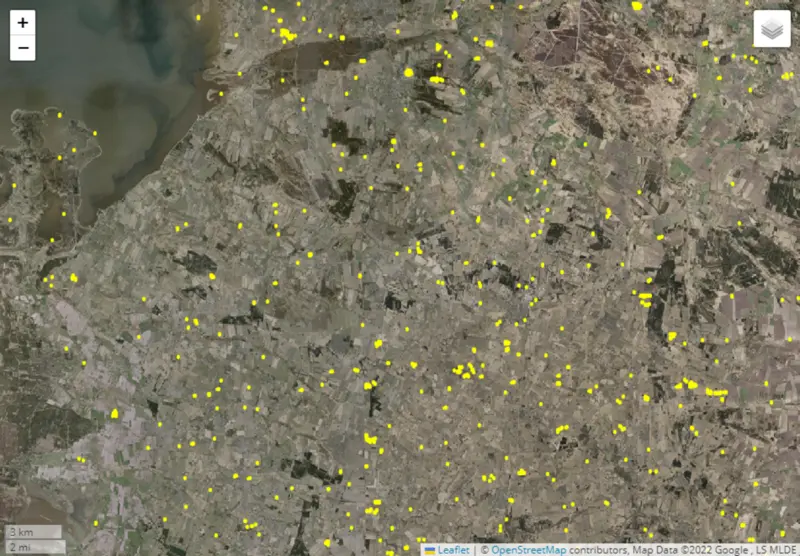 +
−
3 km
2 mi
Leaflet | © OpenStreetMap contributors, Map Data ©2022 Google , LS MLDE